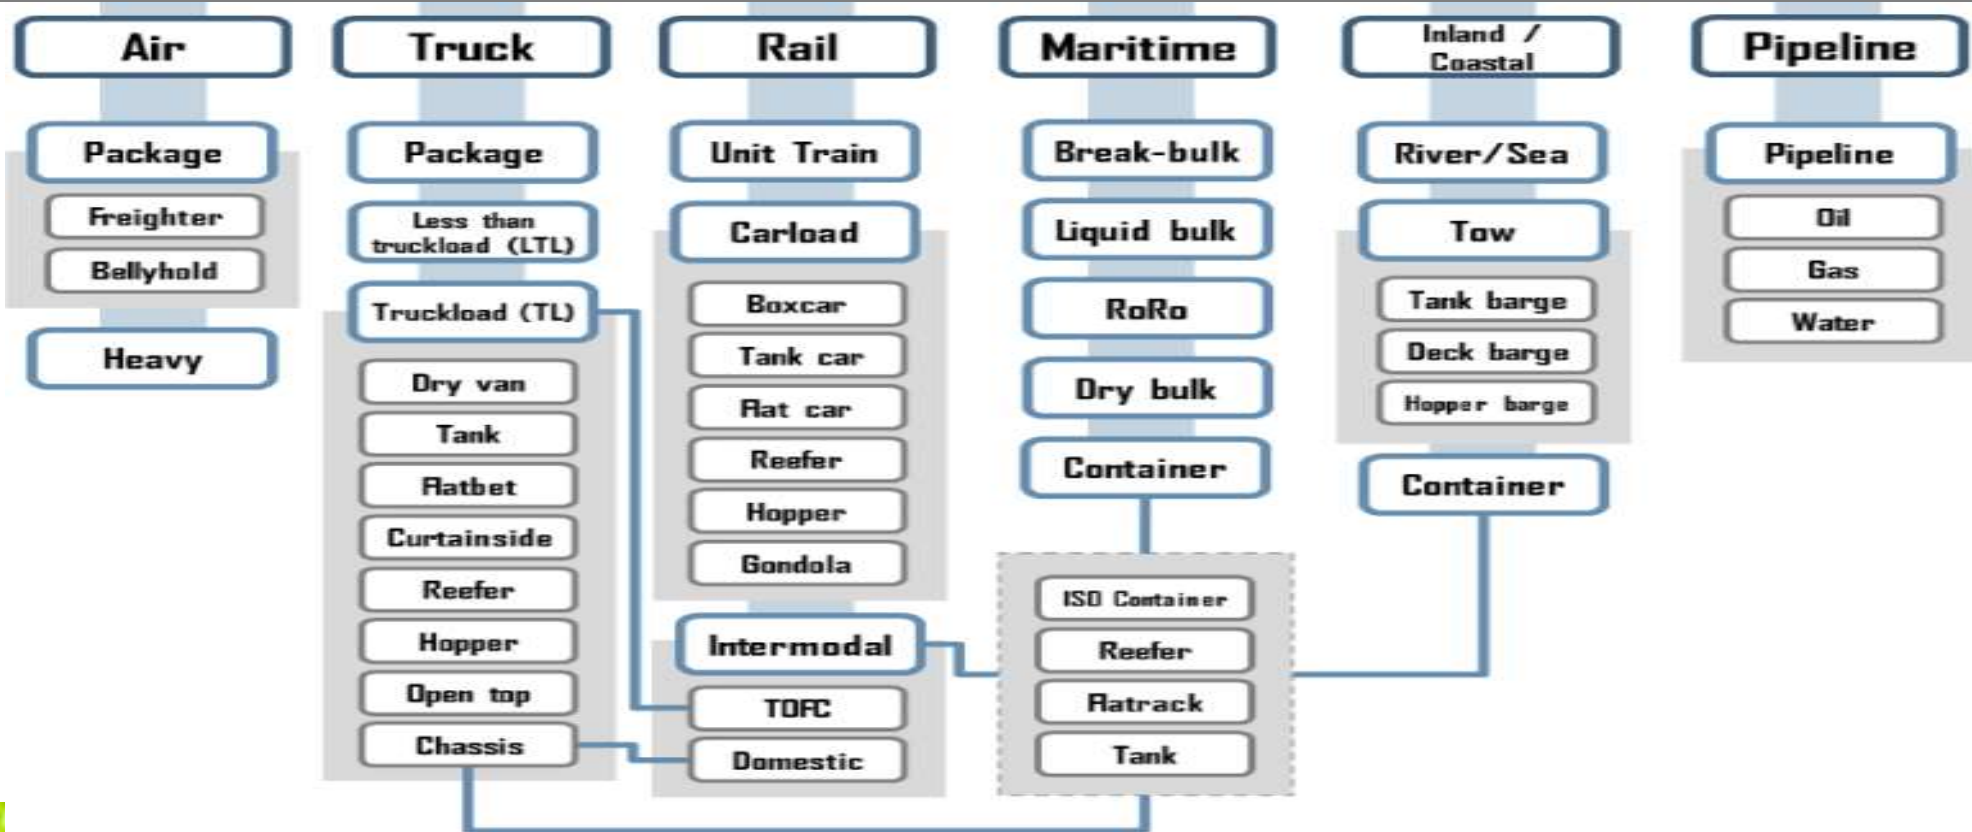 Air
Truck
Rail
Maritime
Inland /
Coastal
Pipeline
Package
Freighter
Bellyhold
Heavy
Package
Less than
truckload (LTL)
Truckload (TL)
Dry van
Tank
Flatbet
Curtainside
Reefer
Hopper
Open top
Chassis
Unit Train
Carload
Boxcar
Tank car
Flat car
Reefer
Hopper
Gondola
Intermodal
TOFC
Domestic
Break-bulk
Liquid bulk
RoRo
Dry bulk
Container
ISO Container
Reefer
Flatrack
Tank
River/Sea
Tow
Tank barge
Deck barge
Hopper barge
Container
Pipeline
Oil
Gas
Water